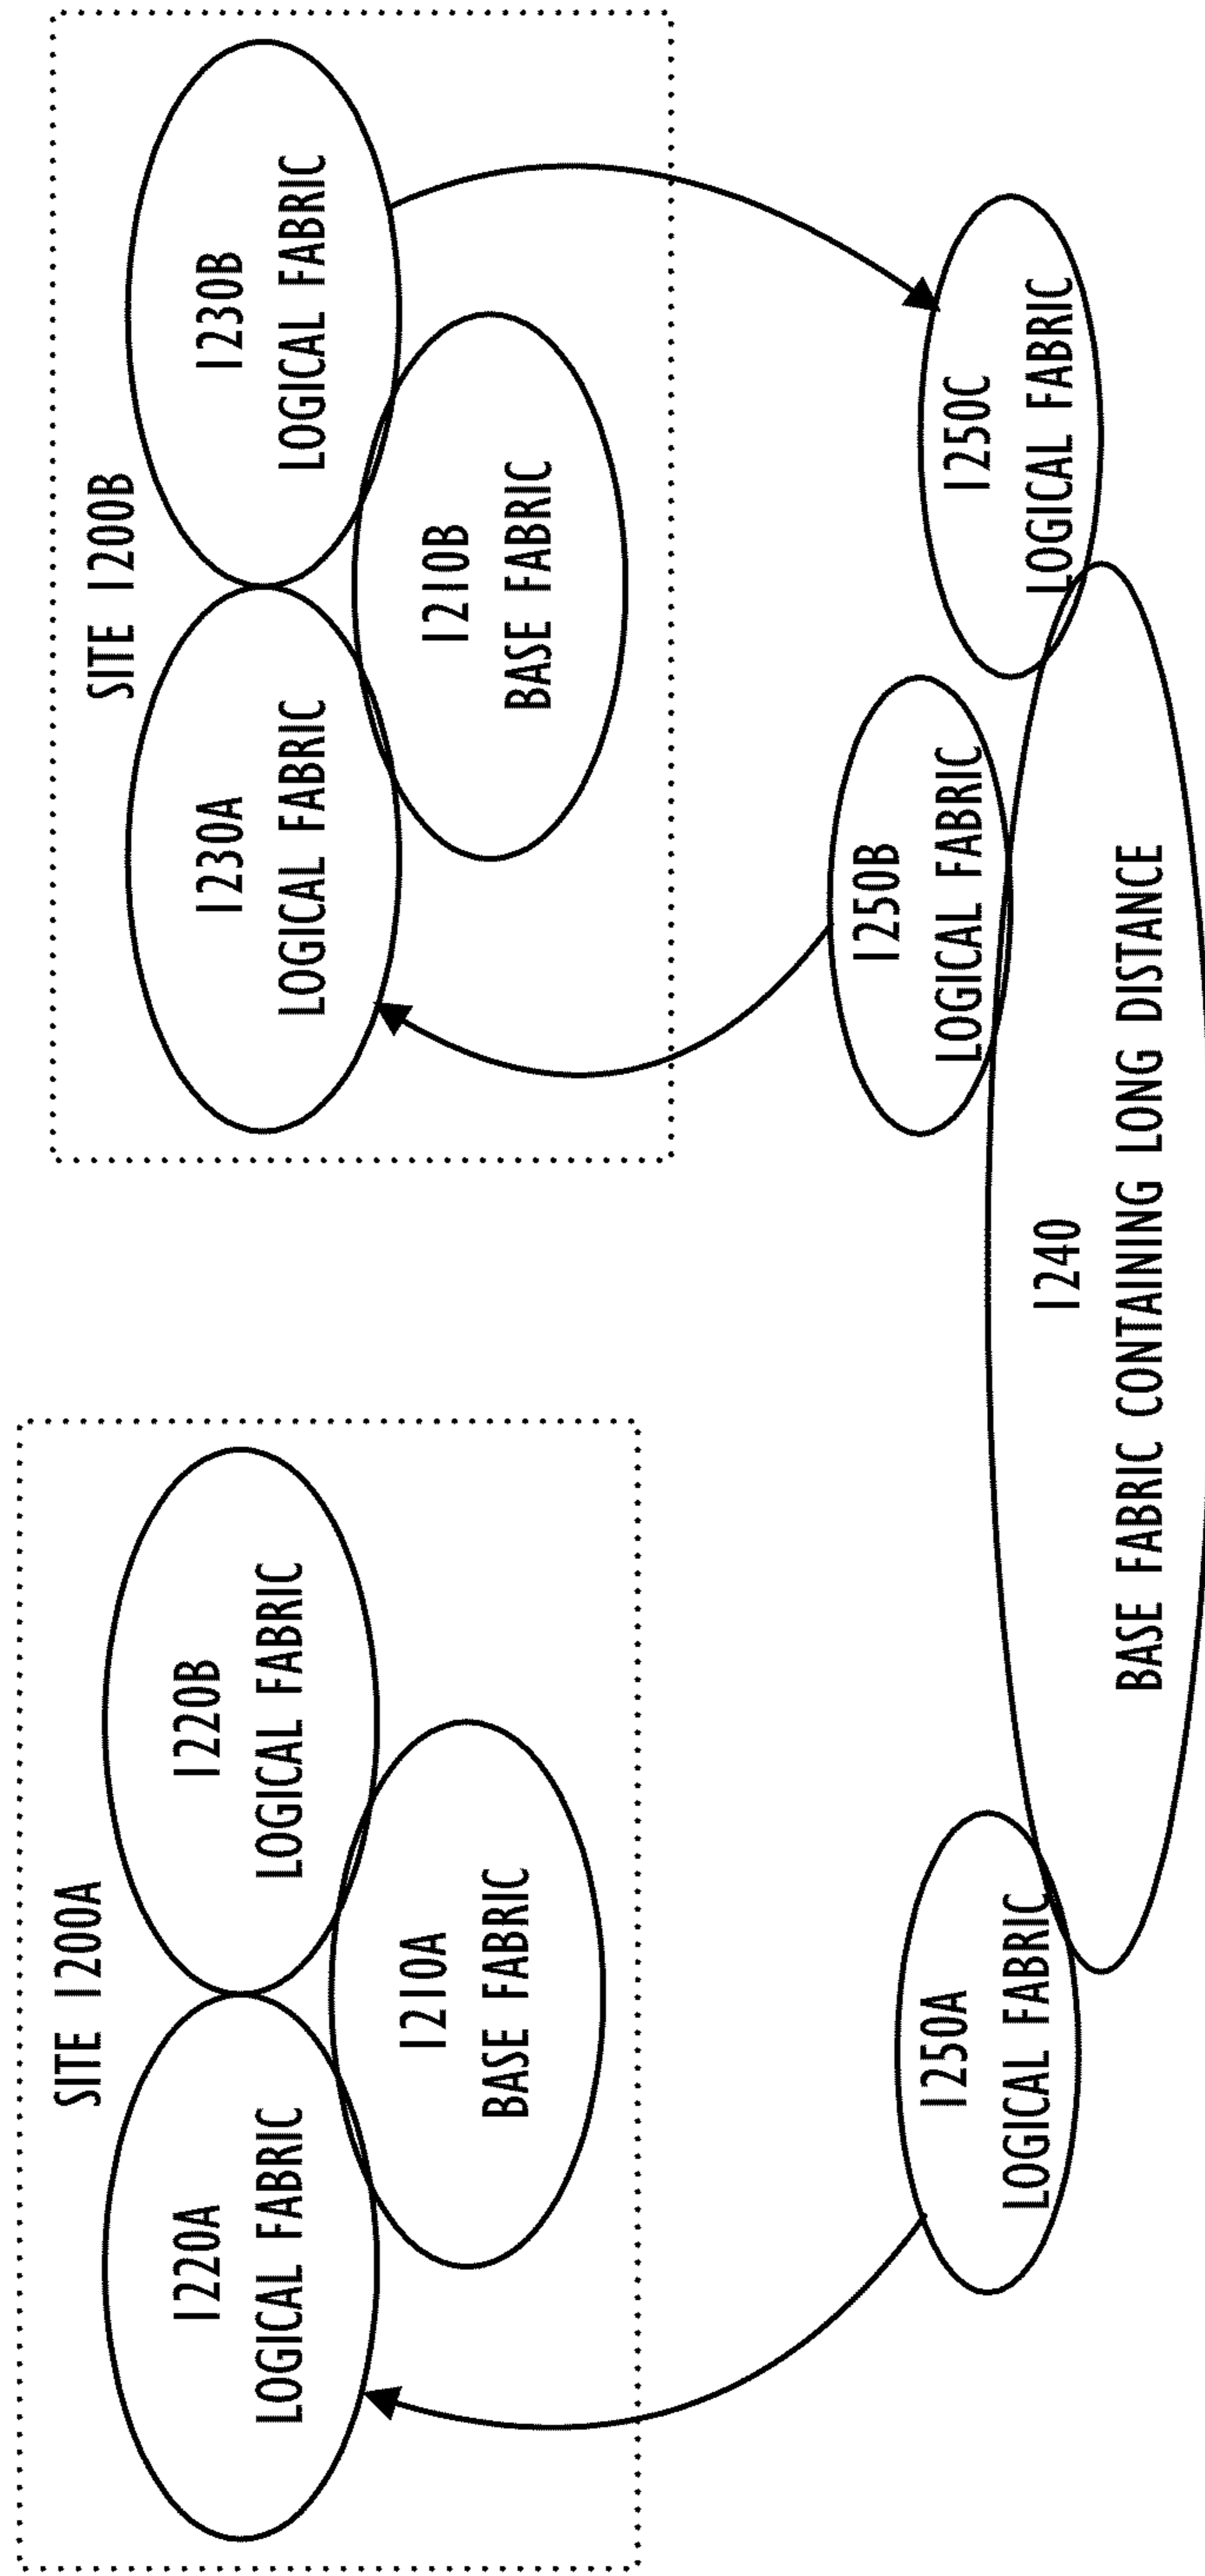 SITE 1200A
1220A
LOGICAL FABRIC
1220B
LOGICAL FABRIC
1210A
BASE FABRIC
SITE 1200B
1230A
LOGICAL FABRIC
1230B
LOGICAL FABRIC
1210B
BASE FABRIC
1250A
LOGICAL FABRIC
1250B
LOGICAL FABRIC
1250C
LOGICAL FABRIC
1240
BASE FABRIC CONTAINING LONG DISTANCE